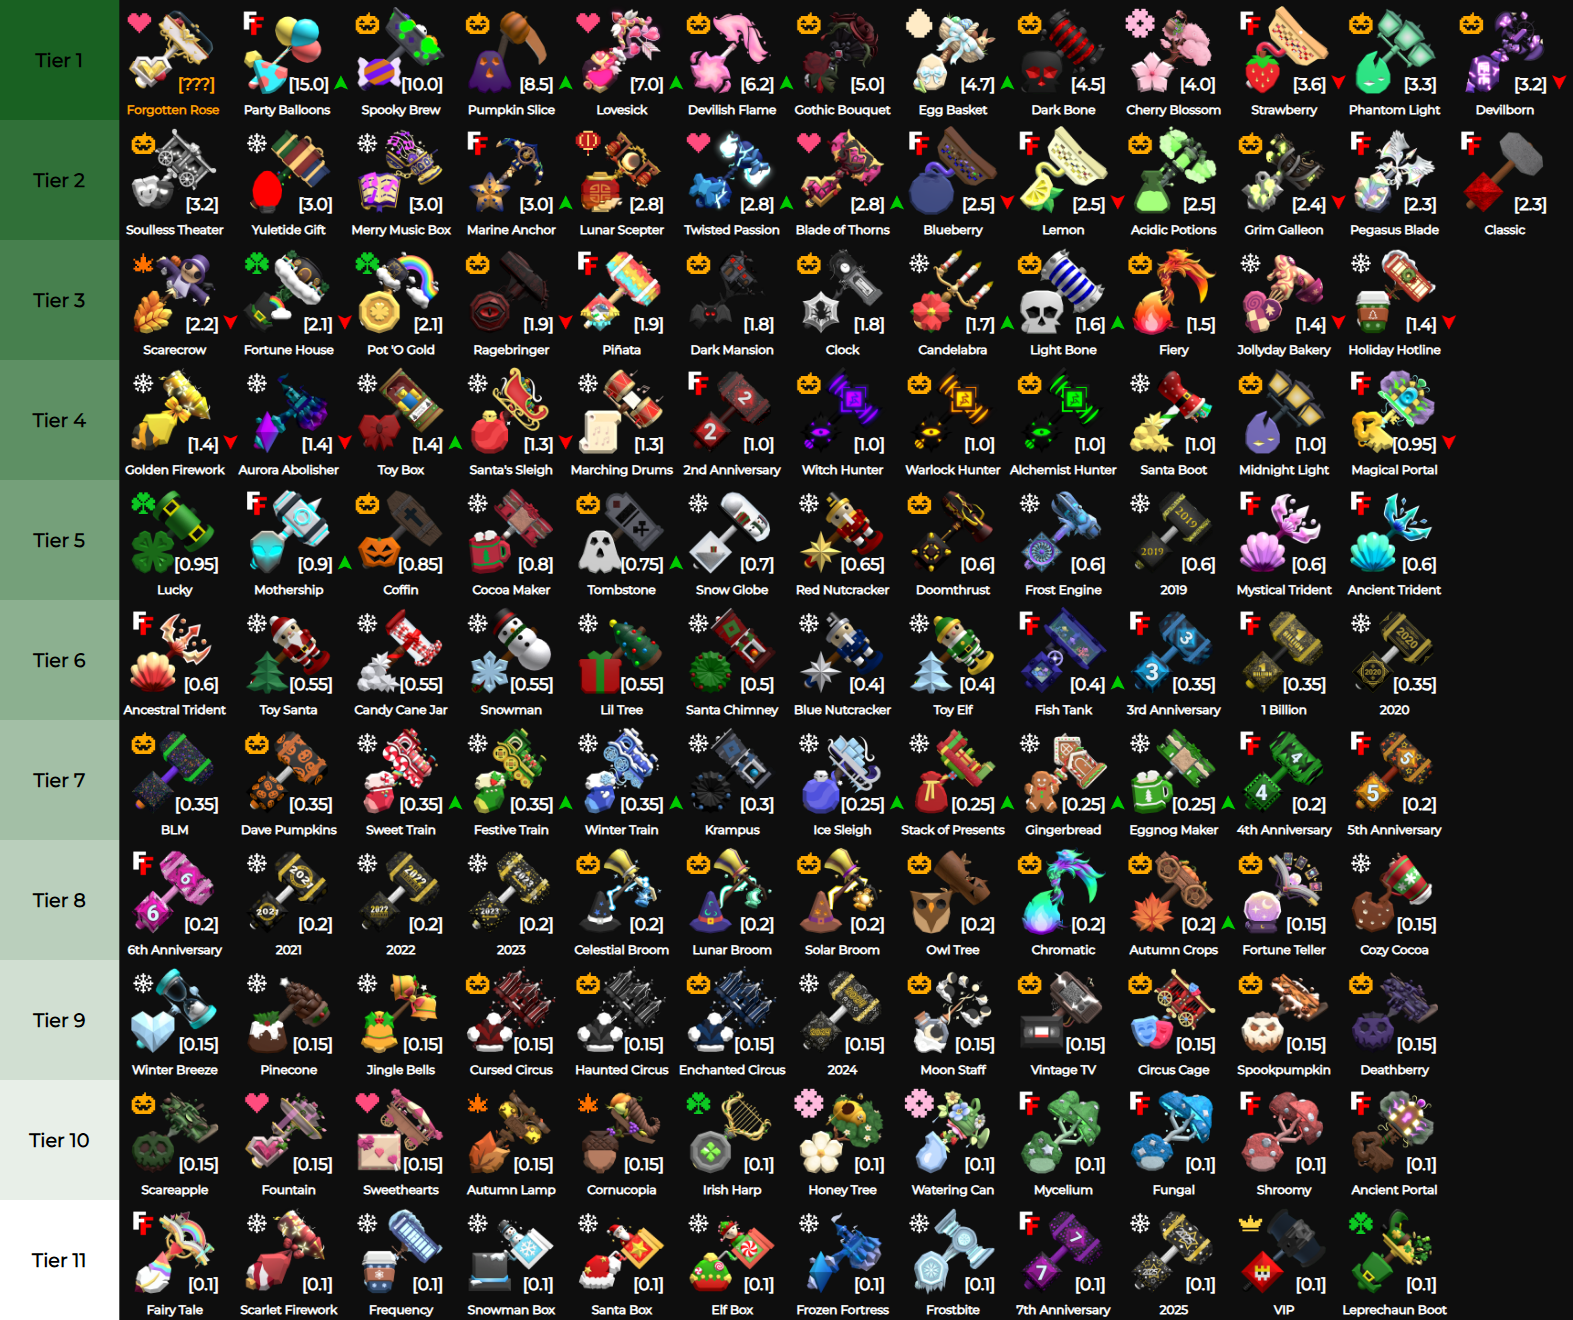 Tier 1
[???] [15.0] [10.0] [8.5] [7.0] [6.2] [5.0] [4.7] [4.5] [4.0] [3.6] [3.3] [3.2]
Forgotten Rose Party Balloons Spooky Brew Pumpkin Slice Lovesick Devilish Flame Gothic Bouquet Egg Basket Dark Bone Cherry Blossom Strawberry Phantom Light Devilborn
Tier 2
[3.2] [3.0] [3.0] [3.0] [2.8] [2.8] [2.8] [2.5] [2.5] [2.5] [2.4] [2.3] [2.3]
Soulless Theater Yuletide Gift Merry Music Box Marine Anchor Lunar Scepter Twisted Passion Blade of Thorns Blueberry Lemon Acidic Potions Grim Galleon Pegasus Blade Classic
Tier 3
[2.2] [2.1] [2.1] [1.9] [1.9] [1.8] [1.8] [1.7] [1.6] [1.5] [1.4] [1.4]
Scarecrow Fortune House Pot 'O Gold Ragebringer Piñata Dark Mansion Clock Candelabra Light Bone Fiery Jollyday Bakery Holiday Hotline
Tier 4
[1.4] [1.4] [1.4] [1.3] [1.3] [1.0] [1.0] [1.0] [1.0] [1.0] [1.0] [0.95]
Golden Firework Aurora Abolisher Toy Box Santa's Sleigh Marching Drums 2nd Anniversary Witch Hunter Warlock Hunter Alchemist Hunter Santa Boot Midnight Light Magical Portal
Tier 5
[0.95] [0.9] [0.85] [0.8] [0.75] [0.7] [0.65] [0.6] [0.6] [0.6] [0.6] [0.6]
Lucky Mothership Coffin Cocoa Maker Tombstone Snow Globe Red Nutcracker Doomthrust Frost Engine 2019 Mystical Trident Ancient Trident
Tier 6
[0.6] [0.55] [0.55] [0.55] [0.55] [0.5] [0.4] [0.4] [0.4] [0.35] [0.35] [0.35]
Ancestral Trident Toy Santa Candy Cane Jar Snowman Lil Tree Santa Chimney Blue Nutcracker Toy Elf Fish Tank 3rd Anniversary 1 Billion 2020
Tier 7
[0.35] [0.35] [0.35] [0.35] [0.35] [0.3] [0.25] [0.25] [0.25] [0.25] [0.2] [0.2]
BLM Dave Pumpkins Sweet Train Festive Train Winter Train Krampus Ice Sleigh Stack of Presents Gingerbread Eggnog Maker 4th Anniversary 5th Anniversary
Tier 8
[0.2] [0.2] [0.2] [0.2] [0.2] [0.2] [0.2] [0.2] [0.2] [0.2] [0.15] [0.15]
6th Anniversary 2021 2022 2023 Celestial Broom Lunar Broom Solar Broom Owl Tree Chromatic Autumn Crops Fortune Teller Cozy Cocoa
Tier 9
[0.15] [0.15] [0.15] [0.15] [0.15] [0.15] [0.15] [0.15] [0.15] [0.15] [0.15] [0.15]
Winter Breeze Pinecone Jingle Bells Cursed Circus Haunted Circus Enchanted Circus 2024 Moon Staff Vintage TV Circus Cage Spookpumpkin Deathberry
Tier 10
[0.15] [0.15] [0.15] [0.15] [0.15] [0.1] [0.1] [0.1] [0.1] [0.1] [0.1] [0.1]
Scareapple Fountain Sweethearts Autumn Lamp Cornucopia Irish Harp Honey Tree Watering Can Mycelium Fungal Shroomy Ancient Portal
Tier 11
[0.1] [0.1] [0.1] [0.1] [0.1] [0.1] [0.1] [0.1] [0.1] [0.1] [0.1] [0.1]
Fairy Tale Scarlet Firework Frequency Snowman Box Santa Box Elf Box Frozen Fortress Frostbite 7th Anniversary 2025 VIP Leprechaun Boot